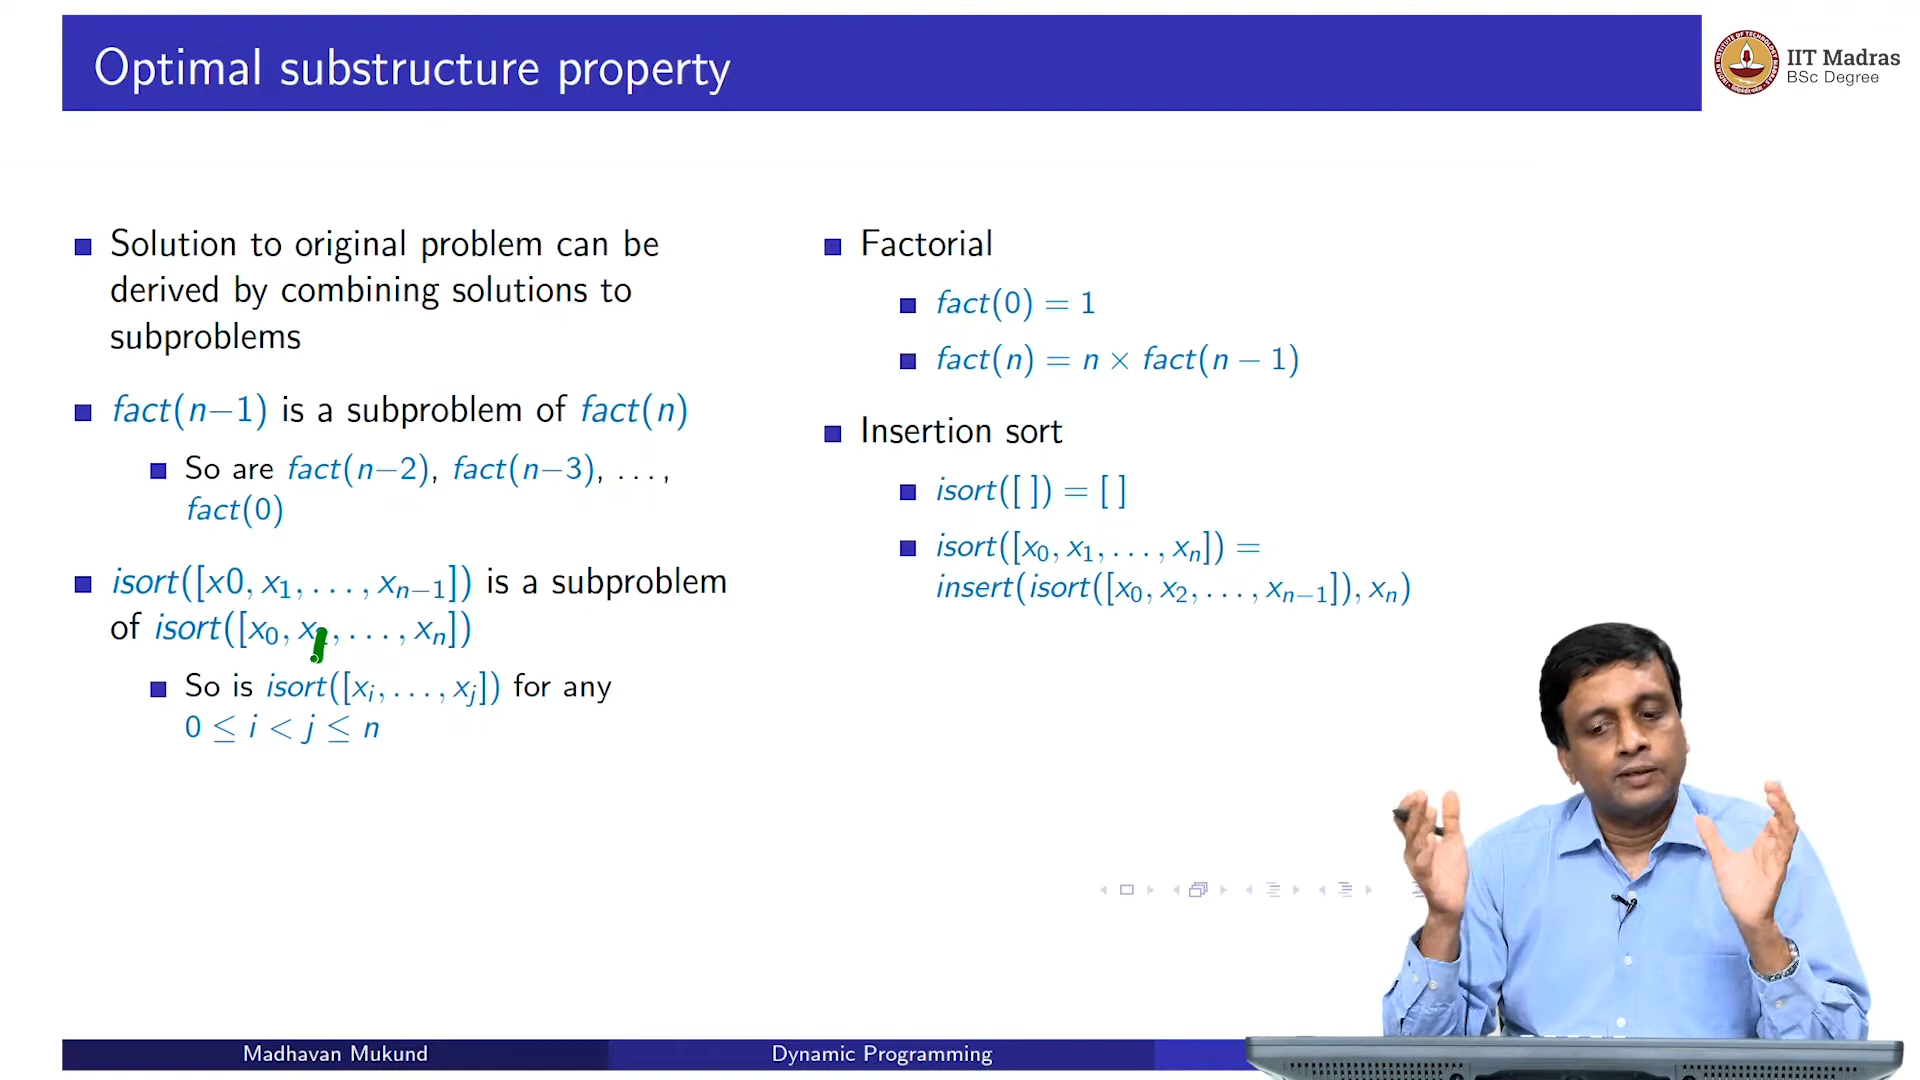 Optimal substructure property
IIT Madras
BSc Degree
Solution to original problem can be
derived by combining solutions to
subproblems
fact(n−1) is a subproblem of fact(n)
So are fact(n−2), fact(n−3), ...,
fact(0)
isort([x0, x₁, ..., xₙ₋₁]) is a subproblem
of isort([x₀, x₁, ..., xₙ])
So is isort([xᵢ, ..., xⱼ]) for any
0 ≤ i < j ≤ n
Factorial
fact(0) = 1
fact(n) = n × fact(n − 1)
Insertion sort
isort([ ]) = [ ]
isort([x₀, x₁, ..., xₙ]) =
insert(isort([x₀, x₂, ..., xₙ₋₁]), xₙ)
Madhavan Mukund
Dynamic Programming